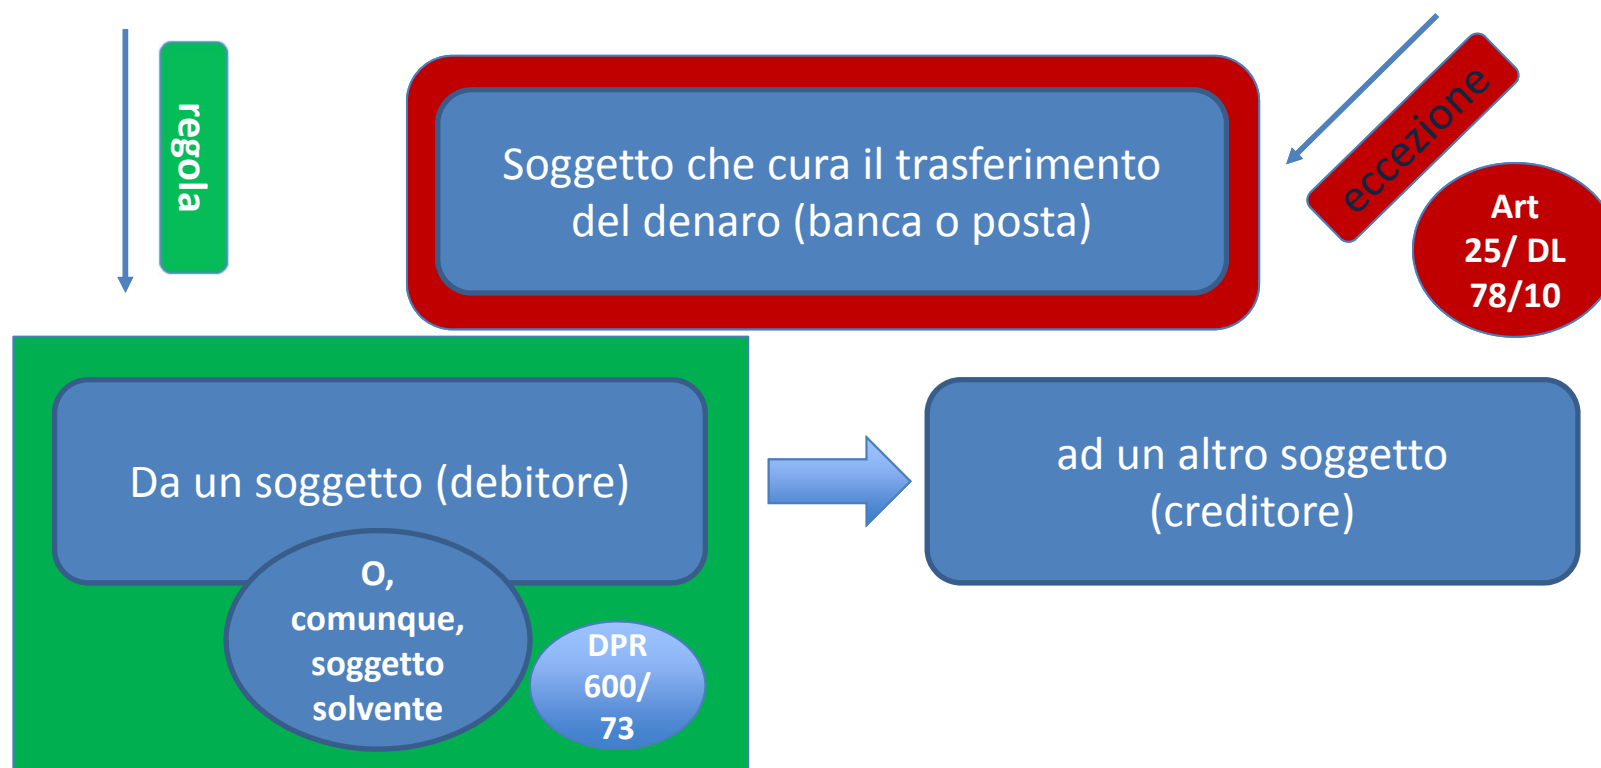 regola
Soggetto che cura il trasferimento
del denaro (banca o posta)
eccezione
Art
25/ DL
78/10
Da un soggetto (debitore)
O,
comunque,
soggetto
solvente
DPR
600/
73
ad un altro soggetto
(creditore)